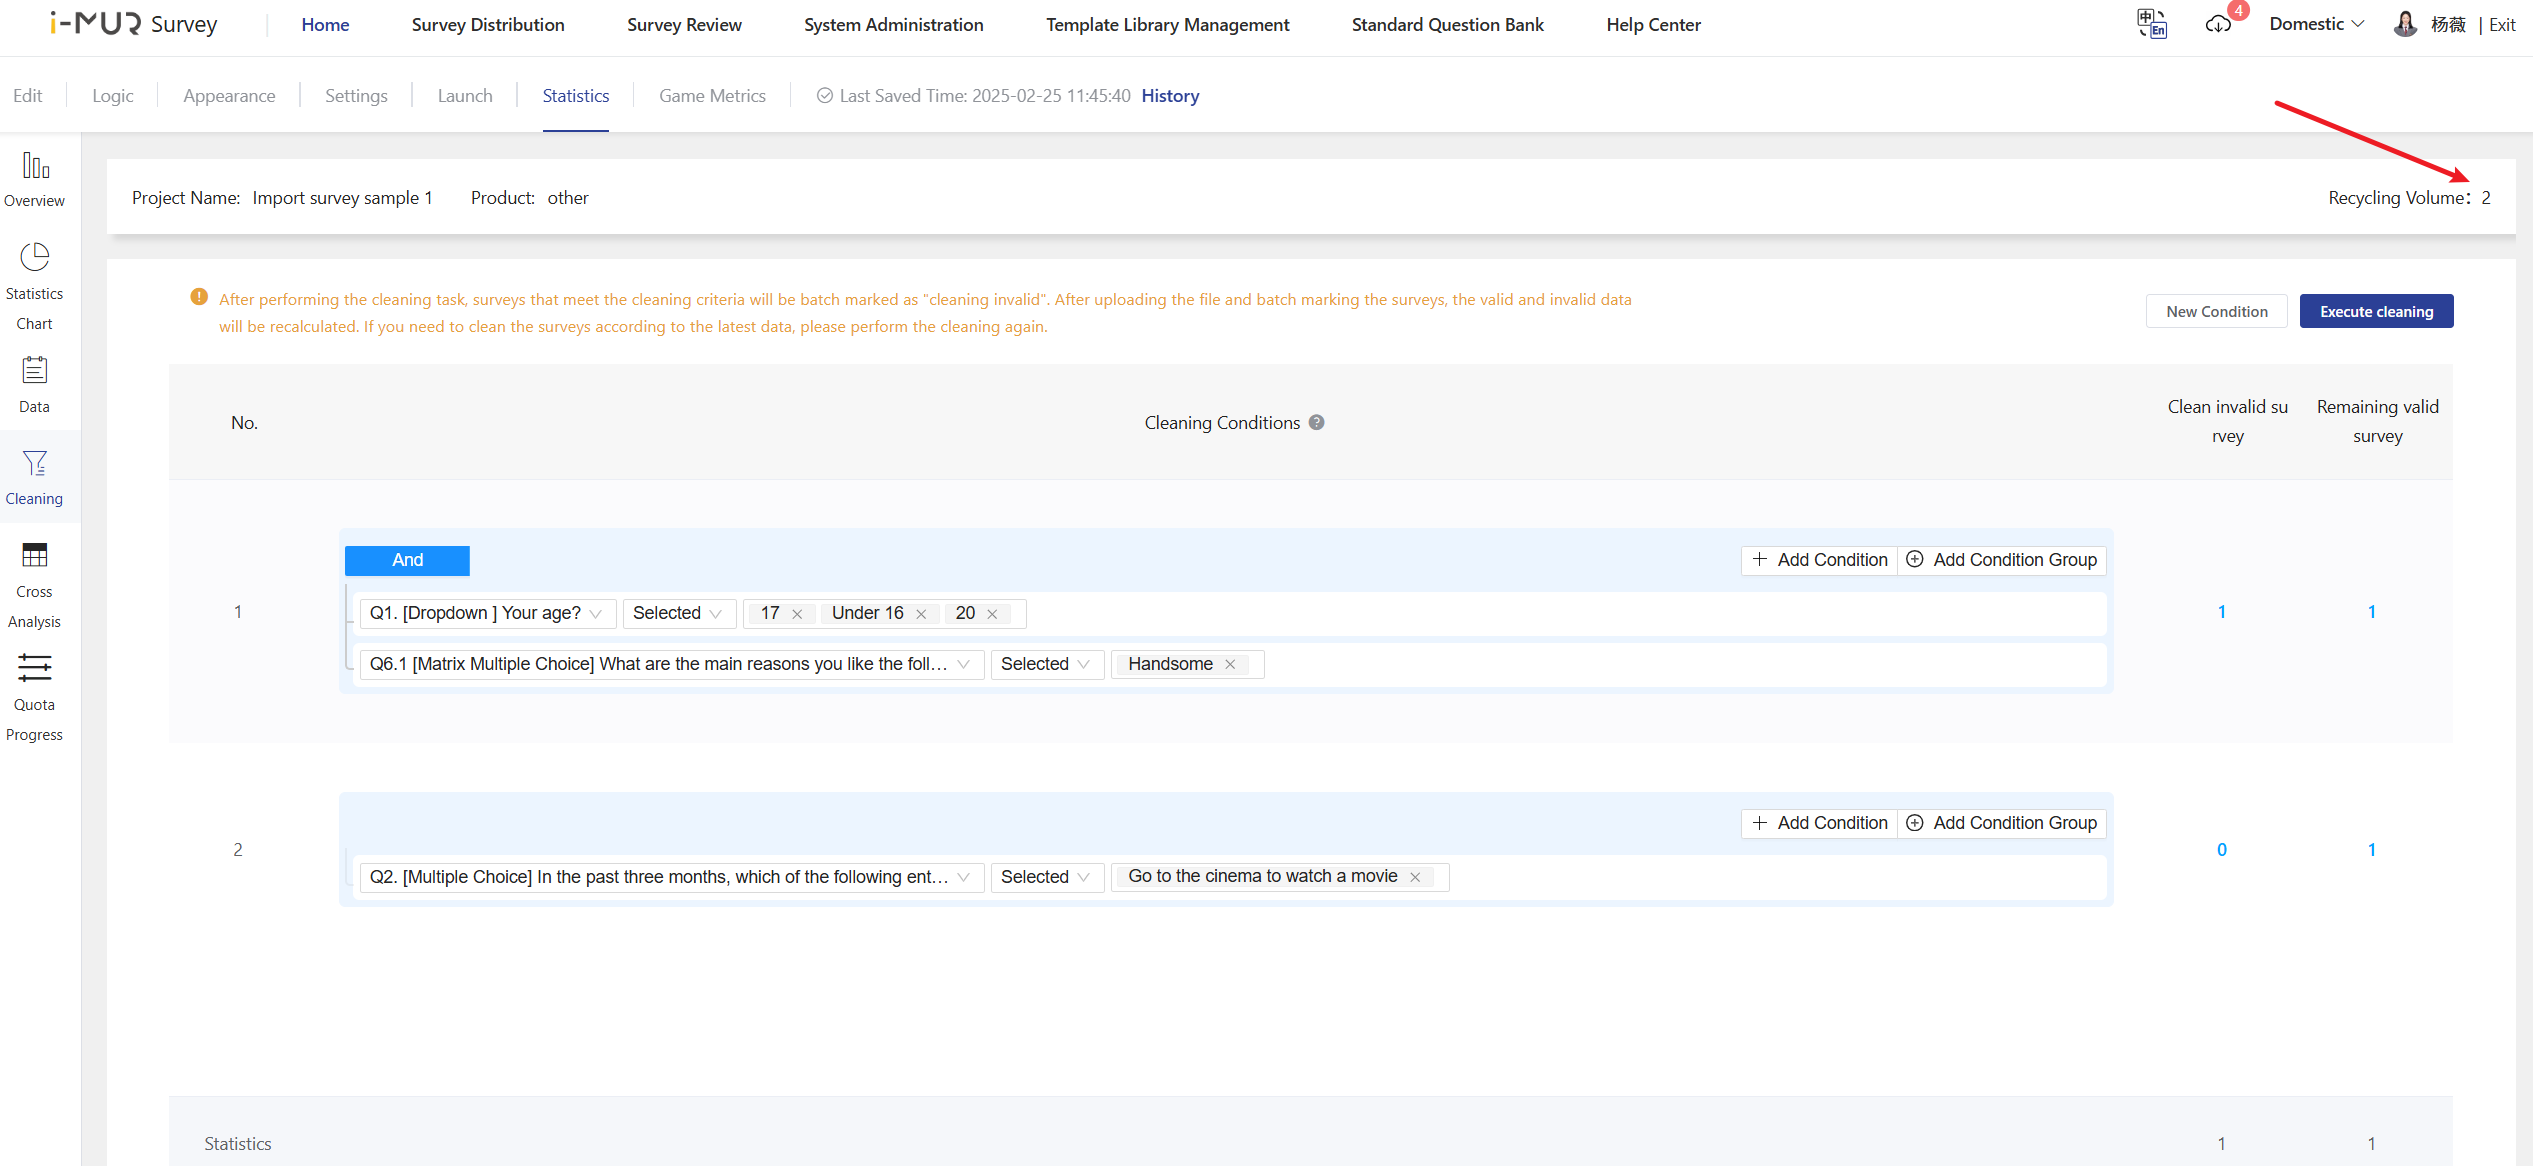 i-MUR Survey
Home
Survey Distribution
Survey Review
System Administration
Template Library Management
Standard Question Bank
Help Center
中
En
4
Domestic
杨薇 | Exit
Edit
Logic
Appearance
Settings
Launch
Statistics
Game Metrics
Last Saved Time: 2025-02-25 11:45:40 History
Overview
Statistics
Chart
Data
Cleaning
Cross
Analysis
Quota
Progress
Project Name: Import survey sample 1 Product: other
Recycling Volume：2
After performing the cleaning task, surveys that meet the cleaning criteria will be batch marked as "cleaning invalid". After uploading the file and batch marking the surveys, the valid and invalid data
will be recalculated. If you need to clean the surveys according to the latest data, please perform the cleaning again.
New Condition
Execute cleaning
No.
Cleaning Conditions ?
Clean invalid su
rvey
Remaining valid
survey
And
+ Add Condition
Add Condition Group
1
Q1. [Dropdown ] Your age? Selected 17 × Under 16 × 20 ×
1
1
Q6.1 [Matrix Multiple Choice] What are the main reasons you like the foll... Selected Handsome ×
+ Add Condition
Add Condition Group
2
0
1
Q2. [Multiple Choice] In the past three months, which of the following ent... Selected Go to the cinema to watch a movie ×
Statistics
1
1